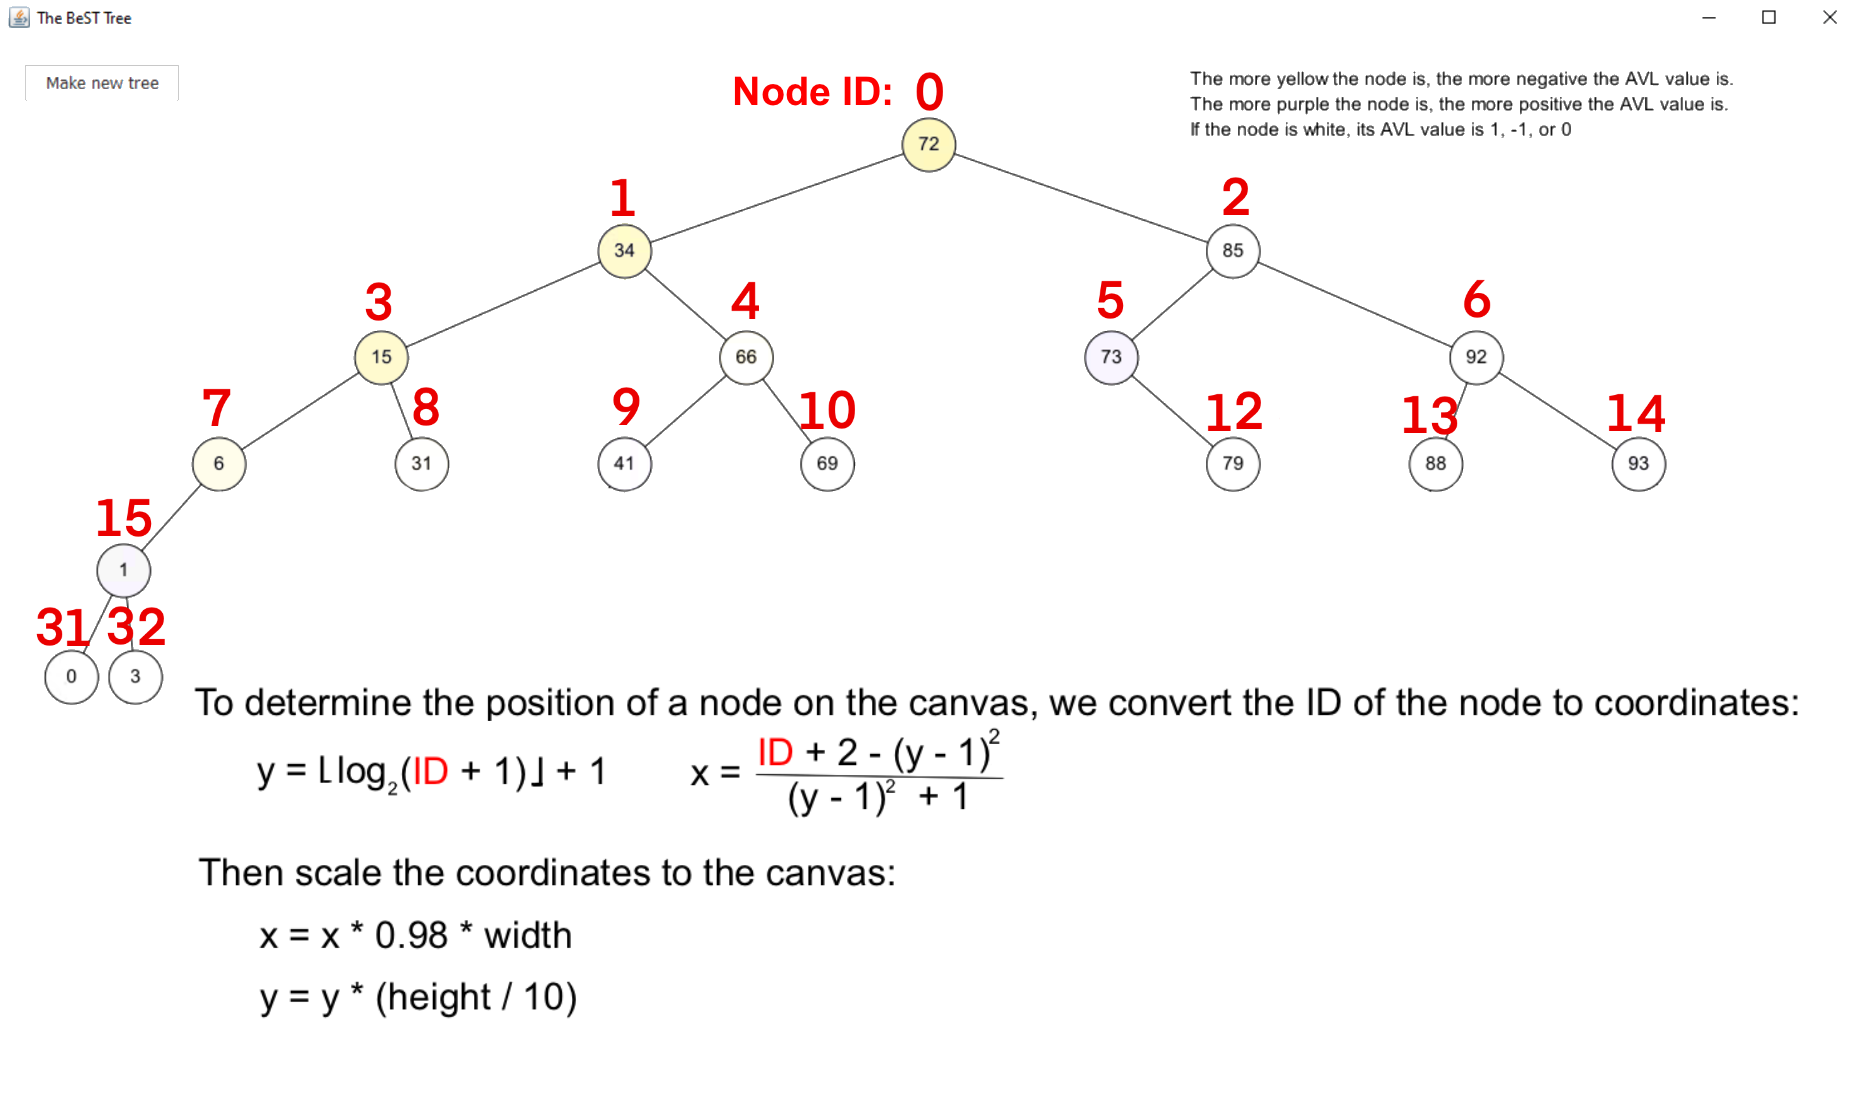 The BeST Tree
Make new tree
The more yellow the node is, the more negative the AVL value is.
The more purple the node is, the more positive the AVL value is.
If the node is white, its AVL value is 1, -1, or 0
Node ID: 0
72
1 2
34 85
3 4 5 6
15 66 73 92
7 8 9 10 12 13 14
6 31 41 69 79 88 93
15
1
31 32
0 3
To determine the position of a node on the canvas, we convert the ID of the node to coordinates:
y = ⌊log₂(ID + 1)⌋ + 1 x = (ID + 2 - (y - 1)²) / ((y - 1)² + 1)
Then scale the coordinates to the canvas:
x = x * 0.98 * width
y = y * (height / 10)